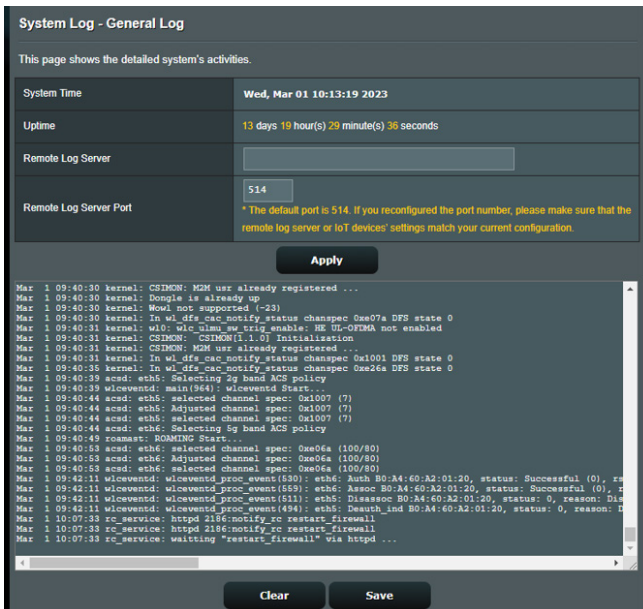 System Log - General Log
This page shows the detailed system's activities.
System Time
Wed, Mar 01 10:13:19 2023
Uptime
13 days 19 hour(s) 29 minute(s) 36 seconds
Remote Log Server
Remote Log Server Port
514
* The default port is 514. If you reconfigured the port number, please make sure that the
remote log server or IoT devices' settings match your current configuration.
Apply
Mar  1 09:40:30 kernel: CSIMON: M2M usr already registered ...
Mar  1 09:40:30 kernel: Dongle is already up
Mar  1 09:40:30 kernel: Wowl not supported (-23)
Mar  1 09:40:30 kernel: In wl_dfs_cac_notify_status chanspec 0xe07a DFS state 0
Mar  1 09:40:31 kernel: wl0: wlc_ulmu_sw_trig_enable: HE UL-OFDMA not enabled
Mar  1 09:40:31 kernel: CSIMON:  CSIMON[1.1.0] Initialization
Mar  1 09:40:31 kernel: CSIMON: M2M usr already registered ...
Mar  1 09:40:31 kernel: In wl_dfs_cac_notify_status chanspec 0x1001 DFS state 0
Mar  1 09:40:35 kernel: In wl_dfs_cac_notify_status chanspec 0xe26a DFS state 0
Mar  1 09:40:39 acsd: eth5: Selecting 2g band ACS policy
Mar  1 09:40:39 wlceventd: main(964): wlceventd Start...
Mar  1 09:40:44 acsd: eth5: selected channel spec: 0x1007 (7)
Mar  1 09:40:44 acsd: eth5: Adjusted channel spec: 0x1007 (7)
Mar  1 09:40:44 acsd: eth5: selected channel spec: 0x1007 (7)
Mar  1 09:40:44 acsd: eth6: Selecting 5g band ACS policy
Mar  1 09:40:49 roamast: ROAMING Start...
Mar  1 09:40:53 acsd: eth6: selected channel spec: 0xe06a (100/80)
Mar  1 09:40:53 acsd: eth6: Adjusted channel spec: 0xe06a (100/80)
Mar  1 09:40:53 acsd: eth6: selected channel spec: 0xe06a (100/80)
Mar  1 09:42:11 wlceventd: wlceventd_proc_event(530): eth6: Auth B0:A4:60:A2:01:20, status: Successful (0), rs
Mar  1 09:42:11 wlceventd: wlceventd_proc_event(559): eth6: Assoc B0:A4:60:A2:01:20, status: Successful (0), r
Mar  1 09:42:11 wlceventd: wlceventd_proc_event(511): eth5: Disassoc B0:A4:60:A2:01:20, status: 0, reason: Dis
Mar  1 09:42:11 wlceventd: wlceventd_proc_event(494): eth5: Deauth_ind B0:A4:60:A2:01:20, status: 0, reason: D
Mar  1 10:07:33 rc_service: httpd 2186:notify_rc restart_firewall
Mar  1 10:07:33 rc_service: httpd 2186:notify_rc restart_firewall
Mar  1 10:07:33 rc_service: waitting "restart_firewall" via httpd ...
Clear
Save